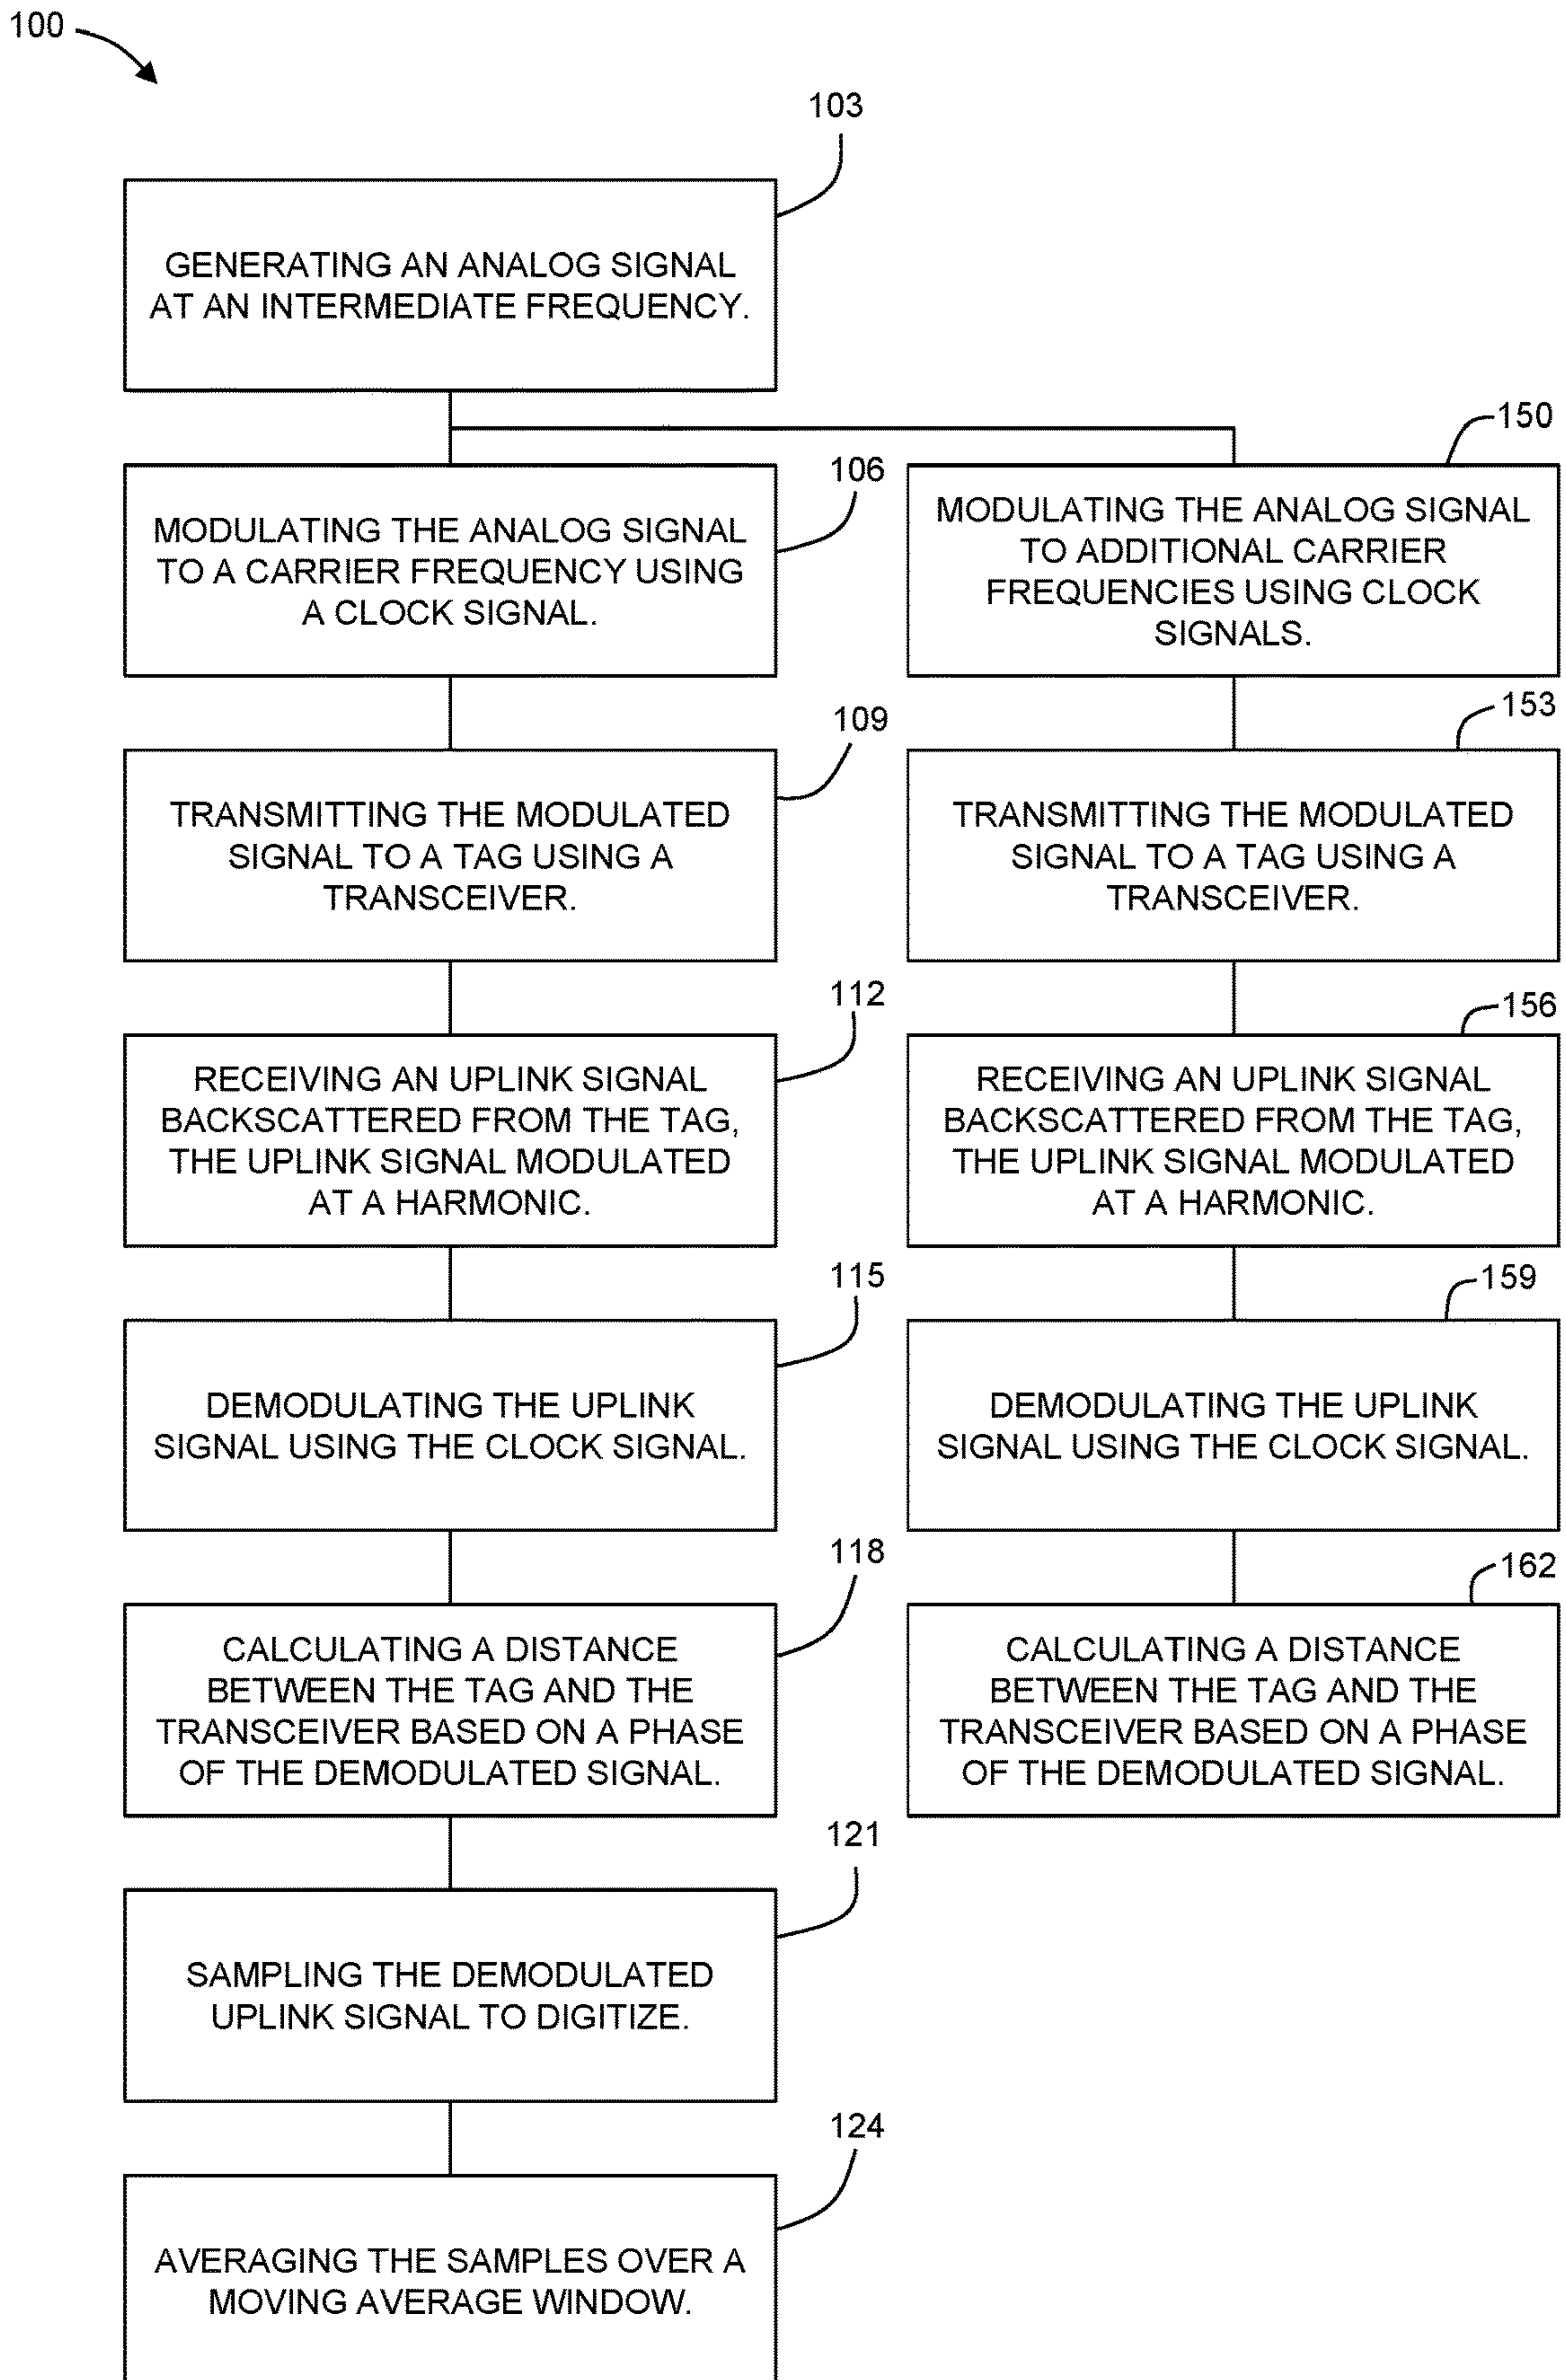 100
103
GENERATING AN ANALOG SIGNAL
AT AN INTERMEDIATE FREQUENCY.
106
MODULATING THE ANALOG SIGNAL
TO A CARRIER FREQUENCY USING
A CLOCK SIGNAL.
150
MODULATING THE ANALOG SIGNAL
TO ADDITIONAL CARRIER
FREQUENCIES USING CLOCK
SIGNALS.
109
TRANSMITTING THE MODULATED
SIGNAL TO A TAG USING A
TRANSCEIVER.
153
TRANSMITTING THE MODULATED
SIGNAL TO A TAG USING A
TRANSCEIVER.
112
RECEIVING AN UPLINK SIGNAL
BACKSCATTERED FROM THE TAG,
THE UPLINK SIGNAL MODULATED
AT A HARMONIC.
156
RECEIVING AN UPLINK SIGNAL
BACKSCATTERED FROM THE TAG,
THE UPLINK SIGNAL MODULATED
AT A HARMONIC.
115
DEMODULATING THE UPLINK
SIGNAL USING THE CLOCK SIGNAL.
159
DEMODULATING THE UPLINK
SIGNAL USING THE CLOCK SIGNAL.
118
CALCULATING A DISTANCE
BETWEEN THE TAG AND THE
TRANSCEIVER BASED ON A PHASE
OF THE DEMODULATED SIGNAL.
162
CALCULATING A DISTANCE
BETWEEN THE TAG AND THE
TRANSCEIVER BASED ON A PHASE
OF THE DEMODULATED SIGNAL.
121
SAMPLING THE DEMODULATED
UPLINK SIGNAL TO DIGITIZE.
124
AVERAGING THE SAMPLES OVER A
MOVING AVERAGE WINDOW.